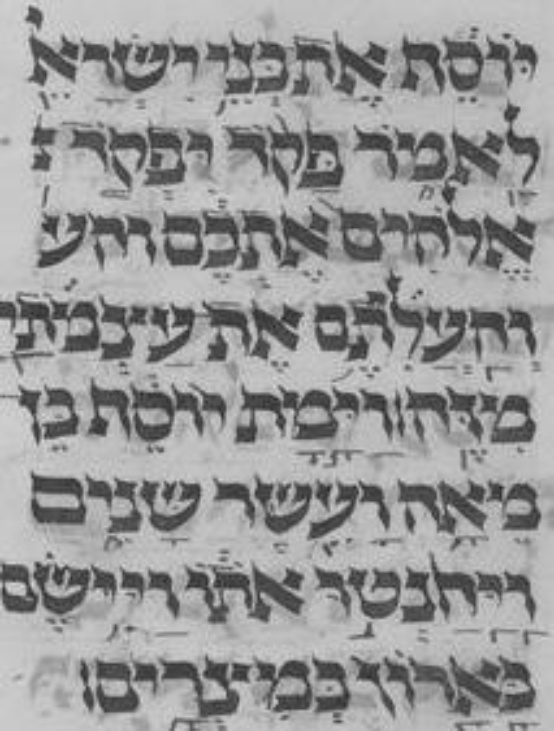 יוסף את בני ישראל
לאמר פקד יפקד
אלהים אתכם והע
והעלתם את עצמתי
מזה׃ וימת יוסף בן
מאה ועשר שנים
ויחנטו אתו ויישם
בארון במצרים׃